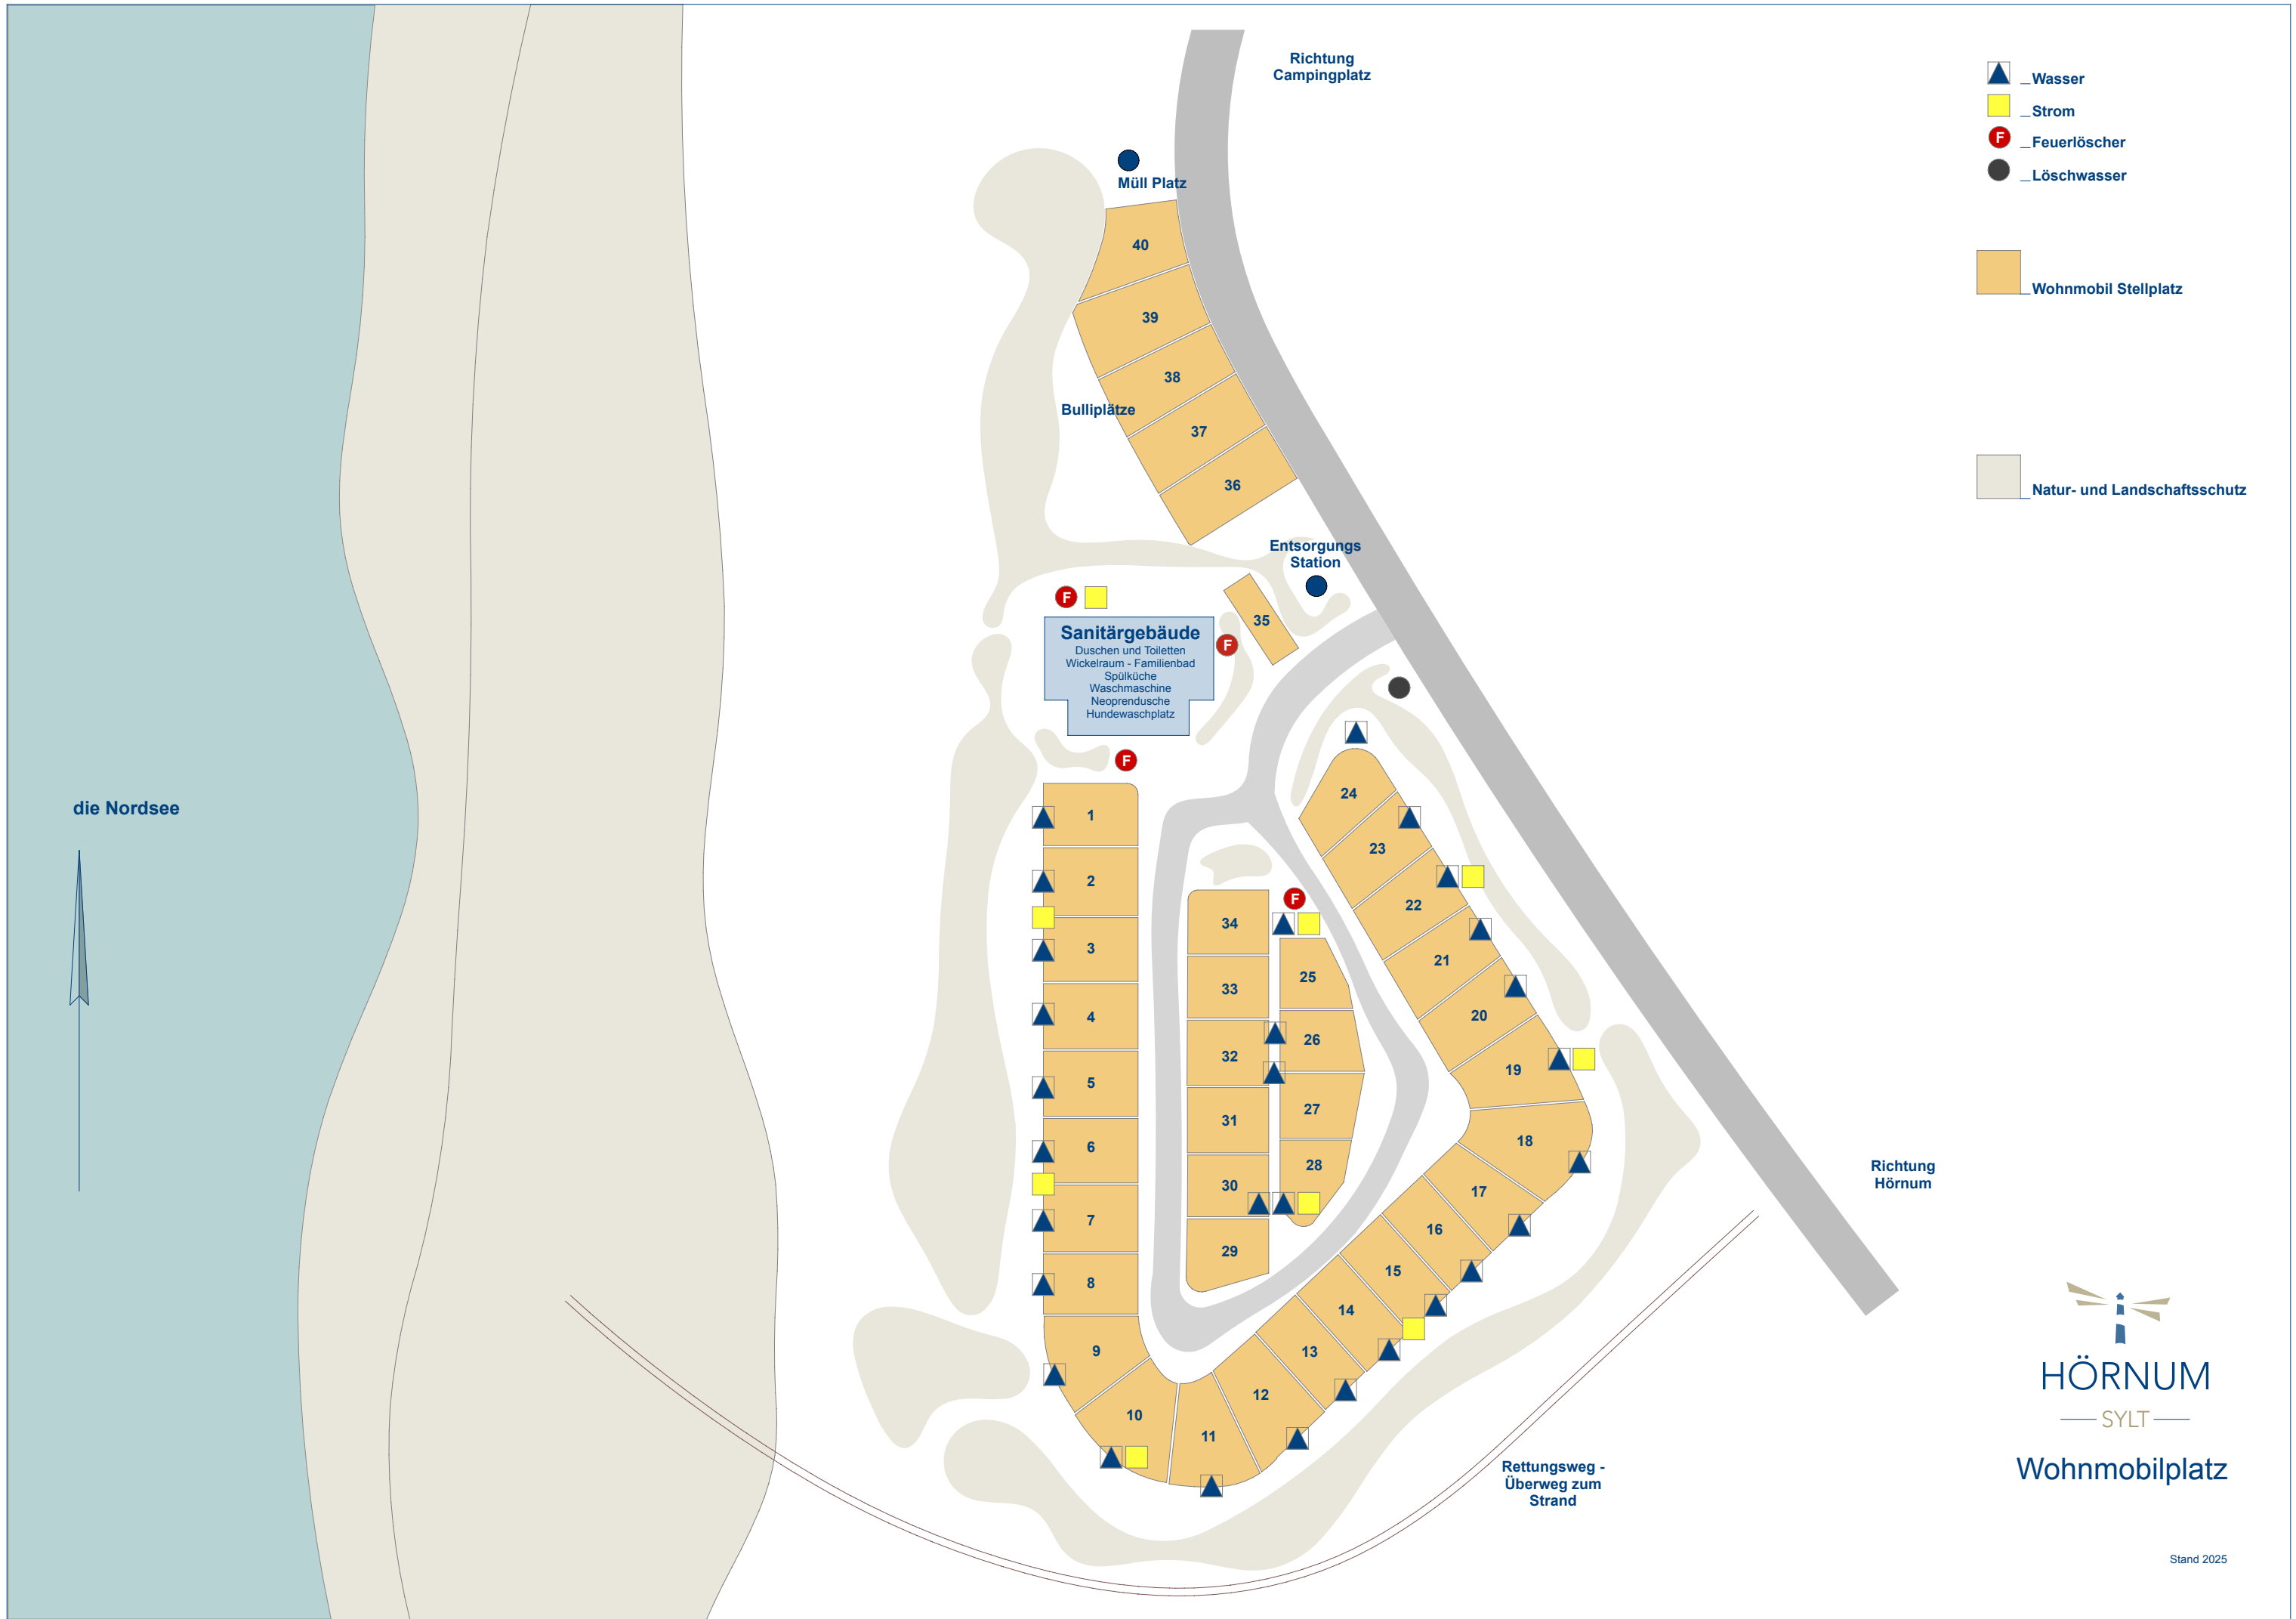 Richtung
Campingplatz
_Wasser
_Strom
F _Feuerlöscher
_Löschwasser
_Wohnmobil Stellplatz
_Natur- und Landschaftsschutz
Müll Platz
40
39
38
Bulliplätze
37
36
Entsorgungs
Station
35
F
F
Sanitärgebäude
Duschen und Toiletten
Wickelraum - Familienbad
Spülküche
Waschmaschine
Neoprendusche
Hundewaschplatz
F
die Nordsee
1
2
3
4
5
6
7
8
9
10
11
12
13
14
15
16
17
18
19
20
21
22
23
24
F
34
33
32
31
30
29
25
26
27
28
Richtung
Hörnum
Rettungsweg -
Überweg zum
Strand
HÖRNUM
SYLT
Wohnmobilplatz
Stand 2025